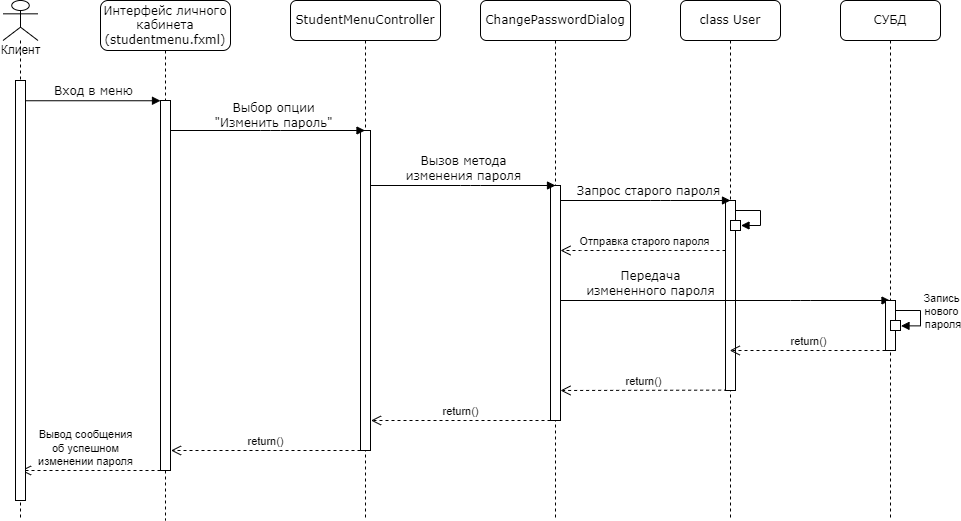 Клиент
Интерфейс личного
кабинета
(studentmenu.fxml)
StudentMenuController
ChangePasswordDialog
class User
СУБД
Вход в меню
Выбор опции
"Изменить пароль"
Вызов метода
изменения пароля
Запрос старого пароля
Отправка старого пароля
Передача
измененного пароля
Запись
нового
пароля
return()
return()
return()
return()
Вывод сообщения
об успешном
изменении пароля